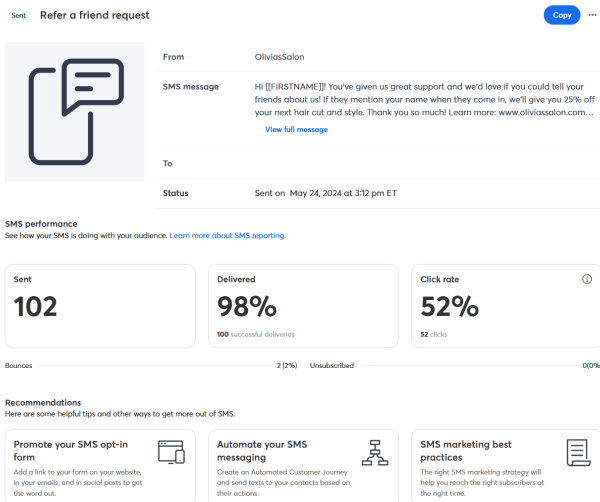 Sent Refer a friend request Copy ...
From OliviasSalon
SMS message Hi [[FIRSTNAME]]! You've given us great support and we'd love if you could tell your
friends about us! If they mention your name when they come in, we'll give you 25% off
your next hair cut and style. Thank you so much! Learn more: www.oliviassalon.com...
View full message
To
Status Sent on May 24, 2024 at 3:12 pm ET
SMS performance
See how your SMS is doing with your audience. Learn more about SMS reporting.
Sent Delivered Click rate
102 98% 52%
100 successful deliveries 52 clicks
Bounces 2 (2%) Unsubscribed 0(0%
Recommendations
Here are some helpful tips and other ways to get more out of SMS.
Promote your SMS opt-in
form
Add a link to your form on your website,
in your emails, and in social posts to get
the word out.
Automate your SMS
messaging
Create an Automated Customer Journey
and send texts to your contacts based on
their actions.
SMS marketing best
practices
The right SMS marketing strategy will
help you reach the right subscribers at
the right time.